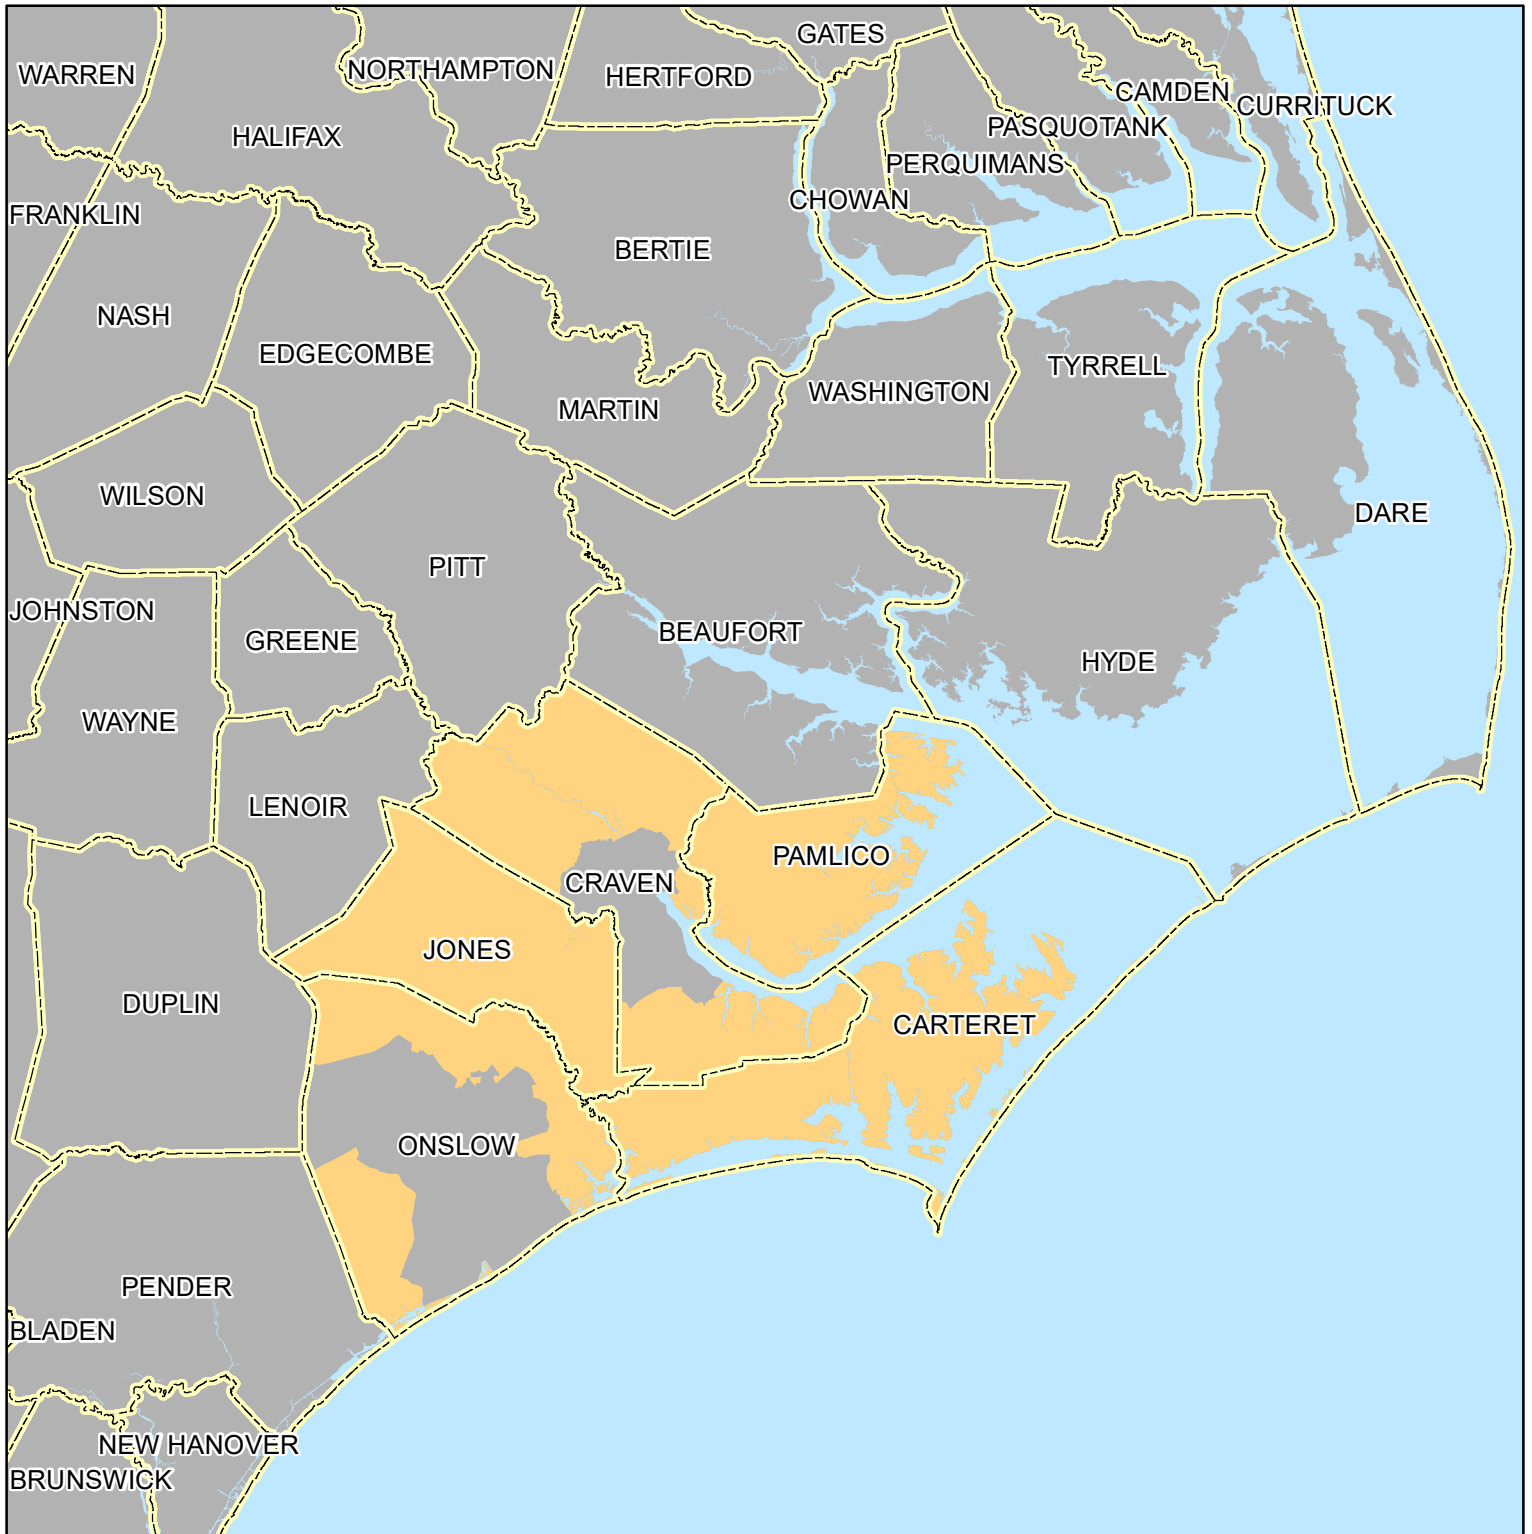 GATES
WARREN
NORTHAMPTON
HERTFORD
CAMDEN
CURRITUCK
HALIFAX
PASQUOTANK
PERQUIMANS
CHOWAN
FRANKLIN
BERTIE
NASH
EDGECOMBE
TYRRELL
WASHINGTON
MARTIN
WILSON
DARE
PITT
JOHNSTON
BEAUFORT
GREENE
HYDE
WAYNE
LENOIR
PAMLICO
CRAVEN
JONES
DUPLIN
CARTERET
ONSLOW
PENDER
BLADEN
NEW HANOVER
BRUNSWICK